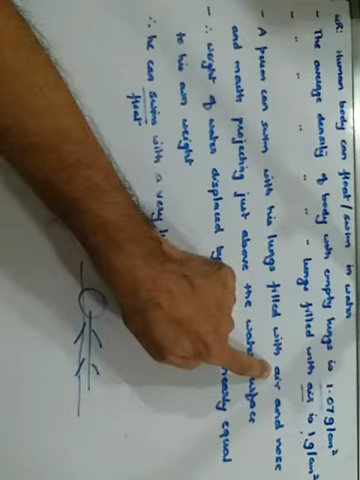 WR: Human body can float/swim in water
- The average density of body with empty lungs is 1.07g/cm³
- " " " " " - lungs filled with air is 1g/cm³
- A person can swim with his lungs filled with air and nose
and mouth projecting just above the water surface
- ∴ weight of water displaced by nearly equal
to his own weight
∴ he can swim with a very
float